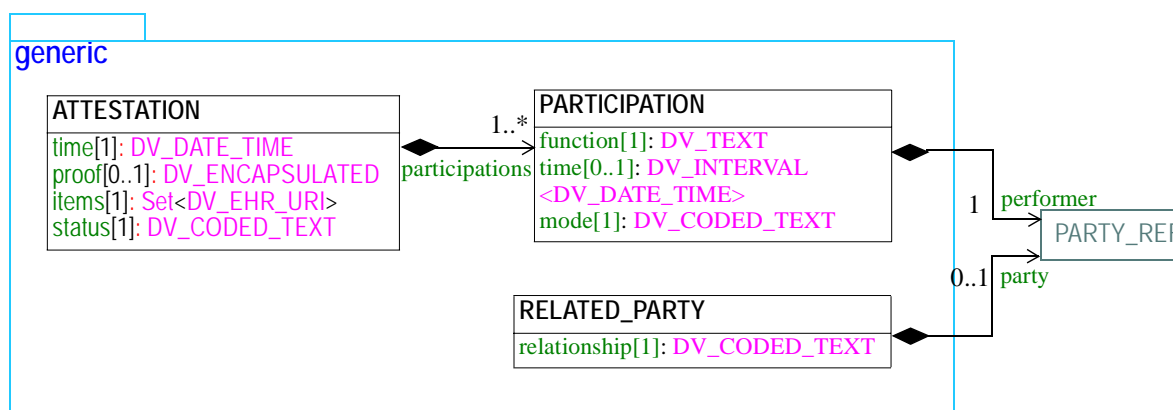 generic
ATTESTATION
time[1]: DV_DATE_TIME
proof[0..1]: DV_ENCAPSULATED
items[1]: Set<DV_EHR_URI>
status[1]: DV_CODED_TEXT
1..*
participations
PARTICIPATION
function[1]: DV_TEXT
time[0..1]: DV_INTERVAL
<DV_DATE_TIME>
mode[1]: DV_CODED_TEXT
1
performer
PARTY_REF
0..1
party
RELATED_PARTY
relationship[1]: DV_CODED_TEXT